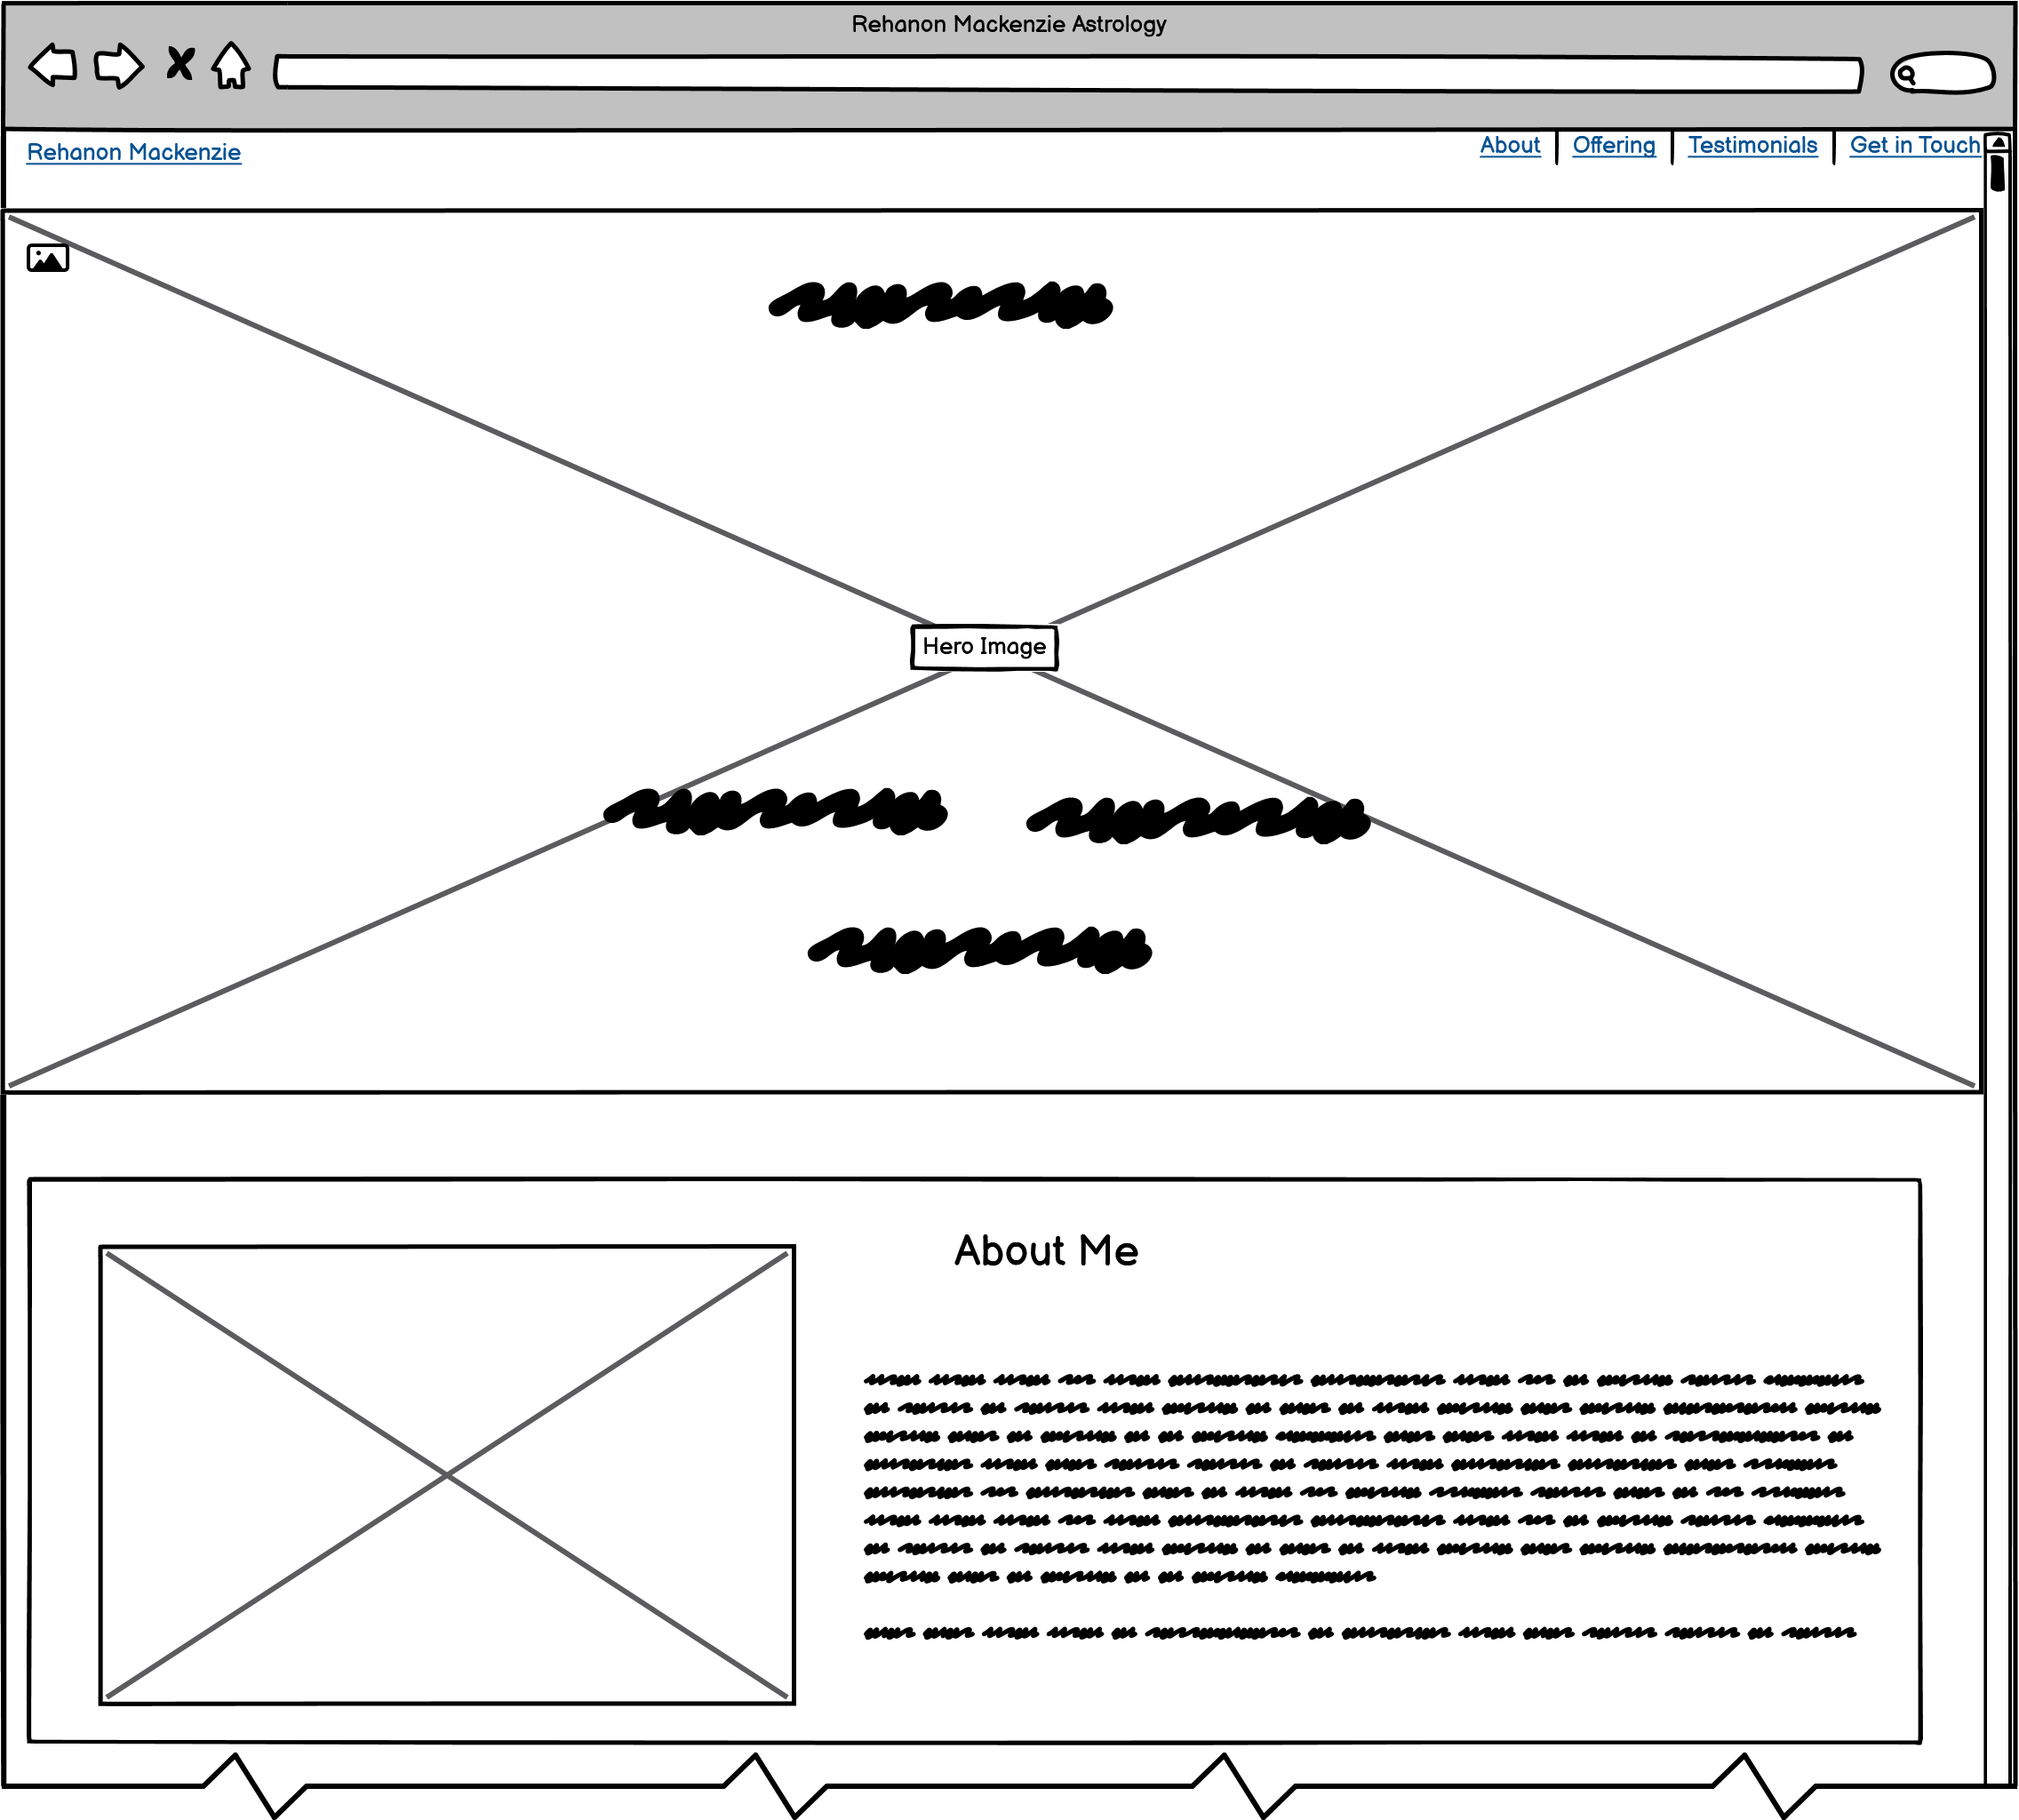 Rehanon Mackenzie Astrology
Rehanon Mackenzie
About Offering Testimonials Get in Touch
Hero Image
About Me